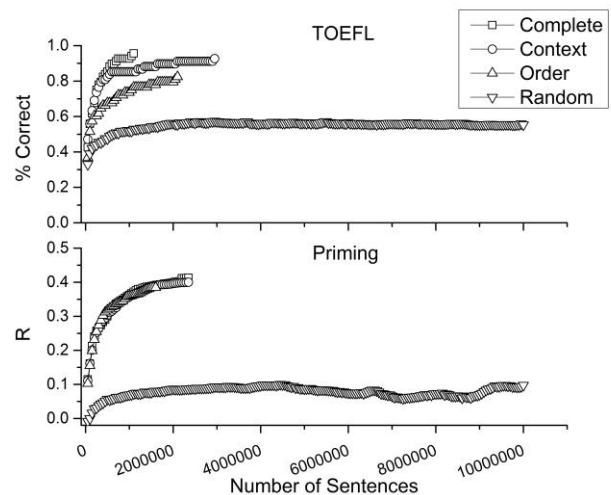 TOEFL
Complete
Context
Order
Random
% Correct
1.0
0.8
0.6
0.4
0.2
0.0
Priming
R
0.5
0.4
0.3
0.2
0.1
0.0
0 2000000 4000000 6000000 8000000 10000000
Number of Sentences